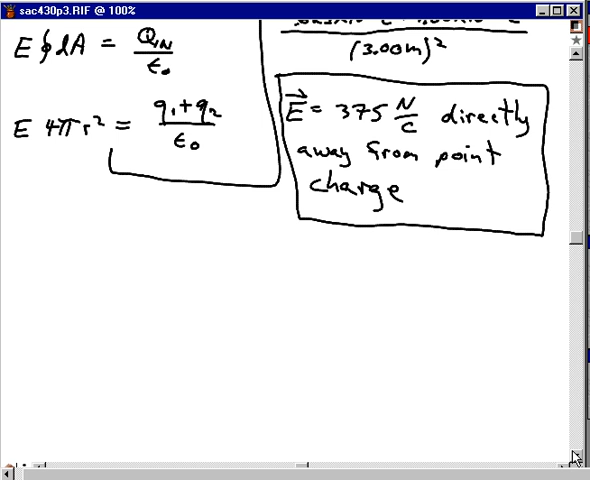 sac430p3.RIF @ 100%
E ∮ dA = Q_IN / ε₀
(3.00m)²
E 4πr² = q₁ + q₂ / ε₀
E⃗ = 375 N/C directly
away from point
charge